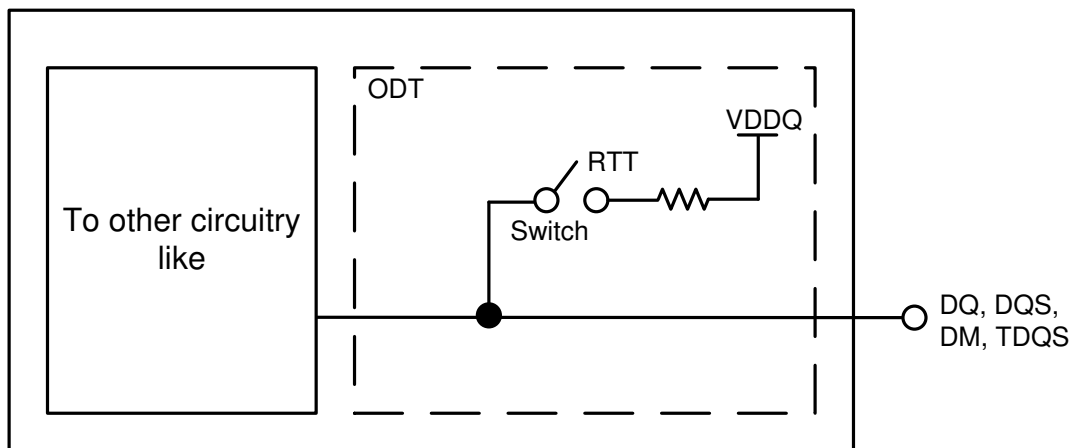 ODT
VDDQ
RTT
Switch
To other circuitry
like
DQ, DQS,
DM, TDQS